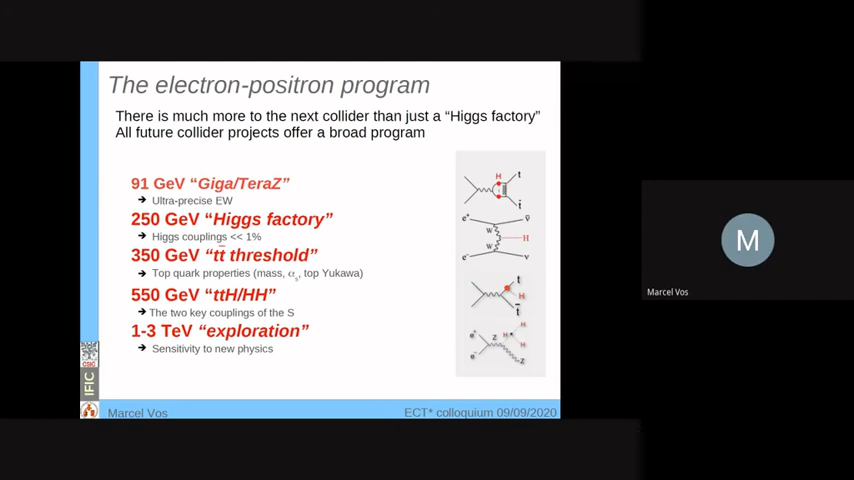 The electron-positron program
There is much more to the next collider than just a “Higgs factory”
All future collider projects offer a broad program
91 GeV “Giga/TeraZ”
Ultra-precise EW
250 GeV “Higgs factory”
Higgs couplings << 1%
350 GeV “tt̅ threshold”
Top quark properties (mass, αs, top Yukawa)
550 GeV “ttH/HH”
The two key couplings of the S
1-3 TeV “exploration”
Sensitivity to new physics
H
t
t̅
e⁺
ν̅
W
H
W
e⁻
ν
t
H
t̅
H
e⁺
Z
H
H
e⁻
Z
CSIC
IFIC
Marcel Vos
ECT* colloquium 09/09/2020
M
Marcel Vos